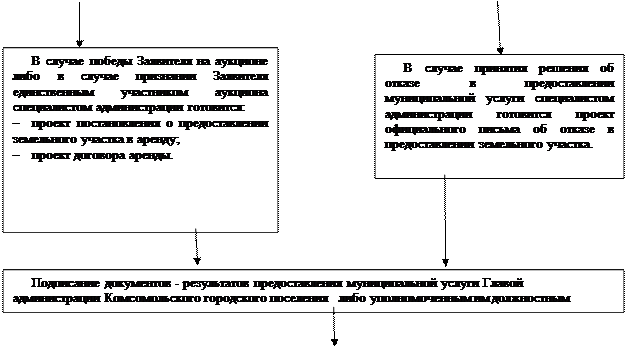 В случае победы Заявителя на аукционе
либо в случае признании Заявителя
единственным участником аукциона
специалистом администрации готовится:
– проект постановления о предоставлении
земельного участка в аренду;
– проект договора аренды.
В случае принятия решения об
отказе в предоставлении
муниципальной услуги специалистом
администрации готовится проект
официального письма об отказе в
предоставлении земельного участка.
Подписание документов - результатов предоставления муниципальной услуги Главой
администрации Комсомольского городского поселения либо уполномоченным им должностным